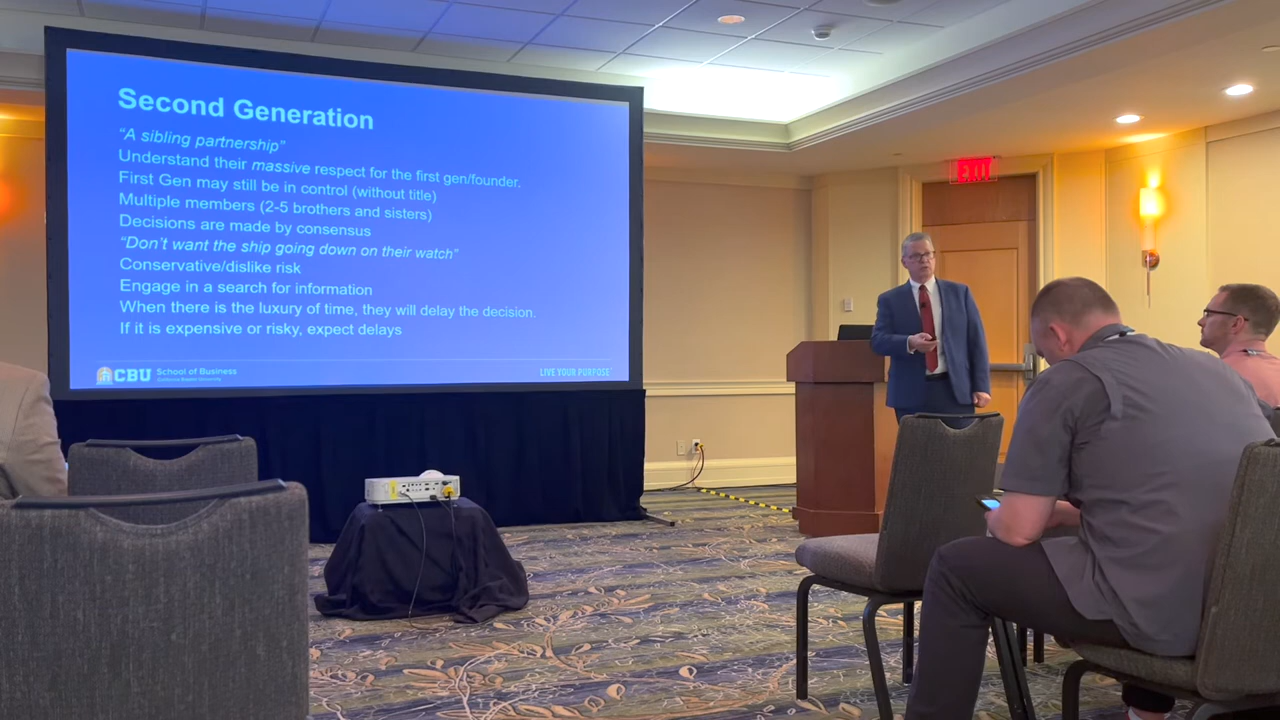 Second Generation
“A sibling partnership”
Understand their massive respect for the first gen/founder.
First Gen may still be in control (without title)
Multiple members (2-5 brothers and sisters)
Decisions are made by consensus
“Don’t want the ship going down on their watch”
Conservative/dislike risk
Engage in a search for information
When there is the luxury of time, they will delay the decision.
If it is expensive or risky, expect delays
CBU School of Business
California Baptist University
LIVE YOUR PURPOSE
EXIT